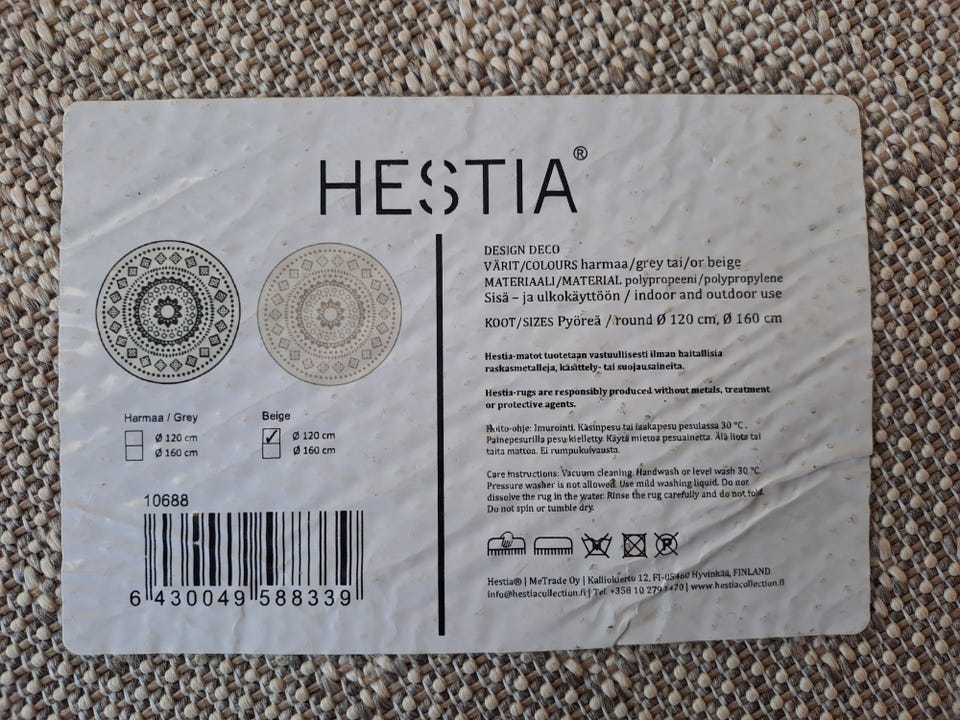 HESTIA®
DESIGN DECO
VÄRIT/COLOURS harmaa/grey tai/or beige
MATERIAALI/MATERIAL polypropeeni/polypropylene
Sisä – ja ulkokäyttöön / indoor and outdoor use
KOOT/SIZES Pyöreä / round Ø 120 cm, Ø 160 cm
Hestia-matot tuotetaan vastuullisesti ilman haitallisia
raskasmetalleja, käsittely- tai suojausaineita.
Hestia-rugs are responsibly produced without metals, treatment
or protective agents.
Hoito-ohje: Imurointi. Käsinpesu tai laakapesu pesulassa 30 °C.
Painepesurilla pesu kielletty. Käytä mietoa pesuainetta. Älä liota tai
taita mattoa. Ei rumpukuivausta.
Care instructions: Vacuum cleaning. Handwash or level wash 30 °C.
Pressure washer is not allowed. Use mild washing liquid. Do not
dissolve the rug in the water. Rinse the rug carefully and do not fold.
Do not spin or tumble dry.
P
Hestia® | MeTrade Oy | Kalliokierto 12, FI-05460 Hyvinkää, FINLAND
info@hestiacollection.fi | Tel. +358 10 279 1470 | www.hestiacollection.fi
Harmaa / Grey
Ø 120 cm
Ø 160 cm
Beige
Ø 120 cm
Ø 160 cm
10688
6 430049 588339